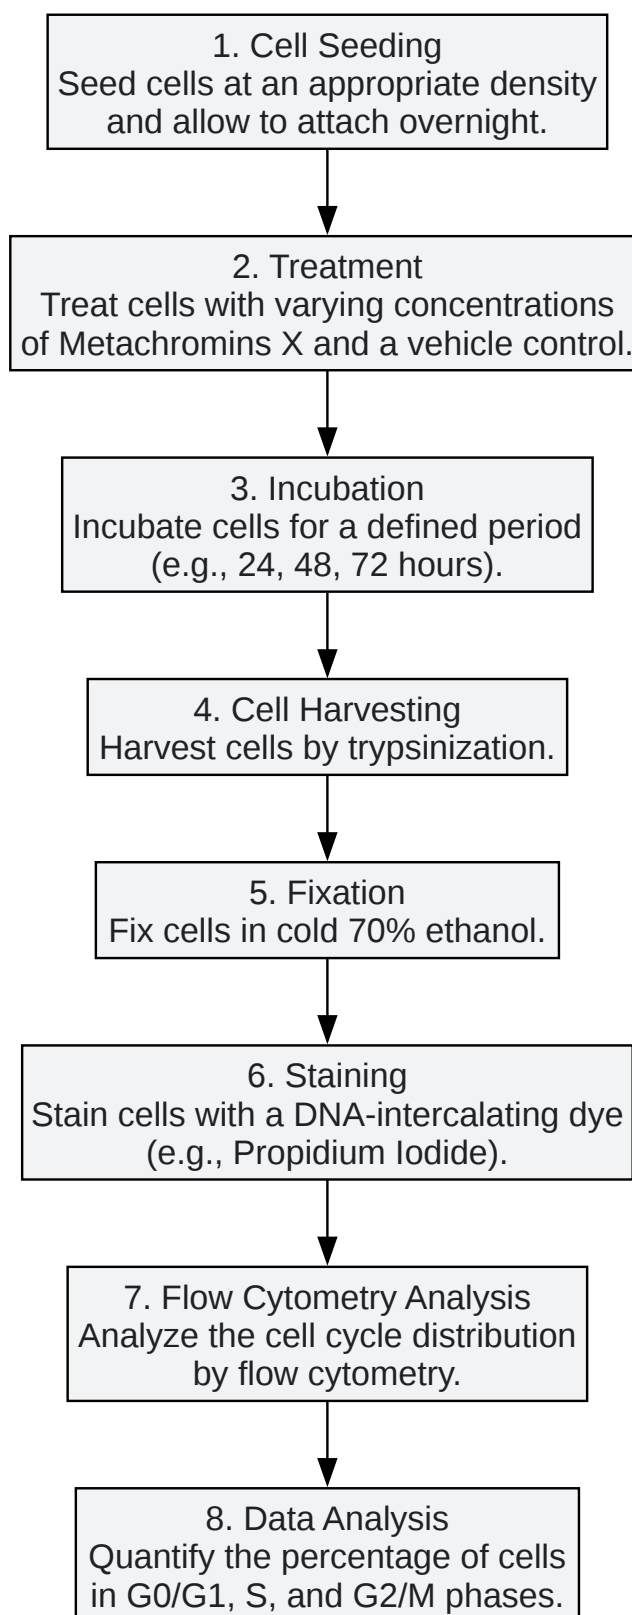 1. Cell Seeding
Seed cells at an appropriate density
and allow to attach overnight.
2. Treatment
Treat cells with varying concentrations
of Metachromins X and a vehicle control.
3. Incubation
Incubate cells for a defined period
(e.g., 24, 48, 72 hours).
4. Cell Harvesting
Harvest cells by trypsinization.
5. Fixation
Fix cells in cold 70% ethanol.
6. Staining
Stain cells with a DNA-intercalating dye
(e.g., Propidium Iodide).
7. Flow Cytometry Analysis
Analyze the cell cycle distribution
by flow cytometry.
8. Data Analysis
Quantify the percentage of cells
in G0/G1, S, and G2/M phases.